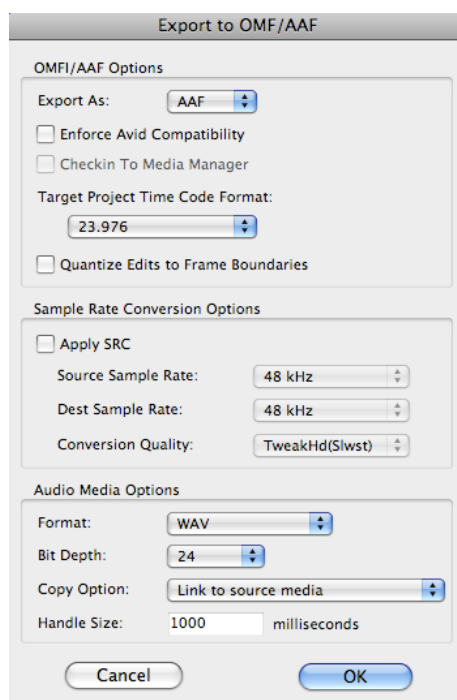 Export to OMF/AAF
OMFI/AAF Options
Export As: AAF
Enforce Avid Compatibility
Checkin To Media Manager
Target Project Time Code Format:
23.976
Quantize Edits to Frame Boundaries
Sample Rate Conversion Options
Apply SRC
Source Sample Rate: 48 kHz
Dest Sample Rate: 48 kHz
Conversion Quality: TweakHd(Slwst)
Audio Media Options
Format: WAV
Bit Depth: 24
Copy Option: Link to source media
Handle Size: 1000 milliseconds
Cancel OK